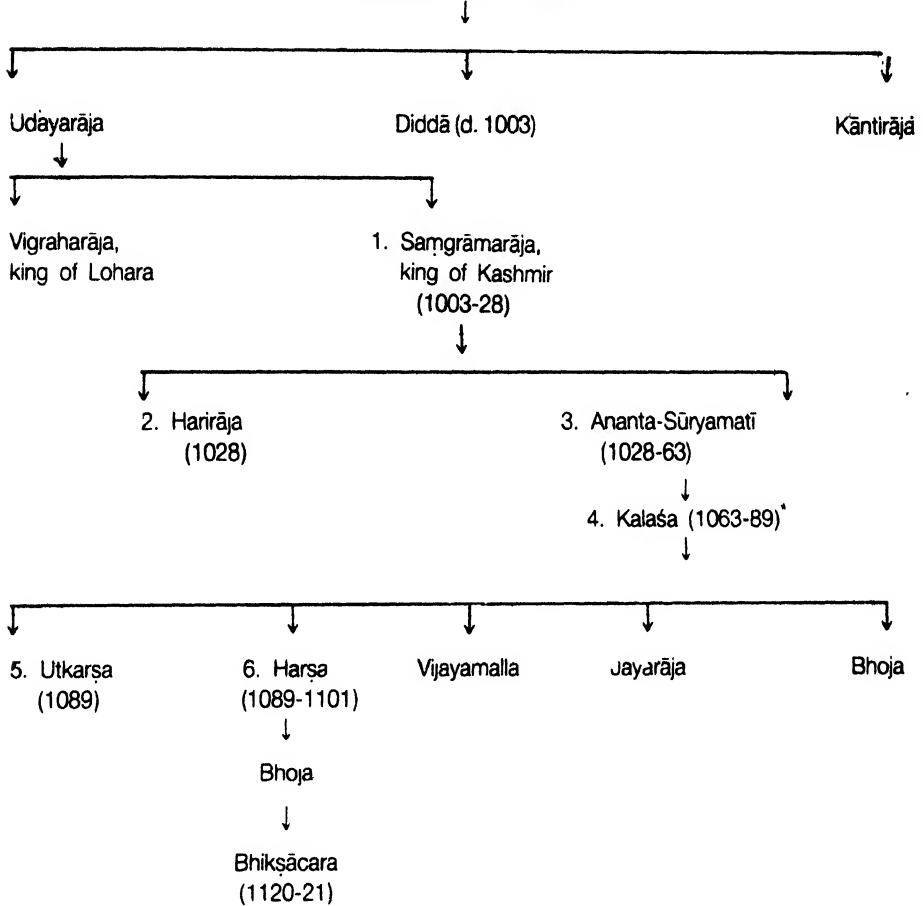 Udayarāja Diddā (d. 1003) Kāntirāja
Vigraharāja, 1. Saṃgrāmarāja,
king of Lohara king of Kashmir
(1003-28)
2. Harirāja 3. Ananta-Sūryamatī
(1028) (1028-63)
4. Kalaśa (1063-89)*
5. Utkarṣa 6. Harṣa Vijayamalla Jayarāja Bhoja
(1089) (1089-1101)
Bhoja
Bhikṣācara
(1120-21)